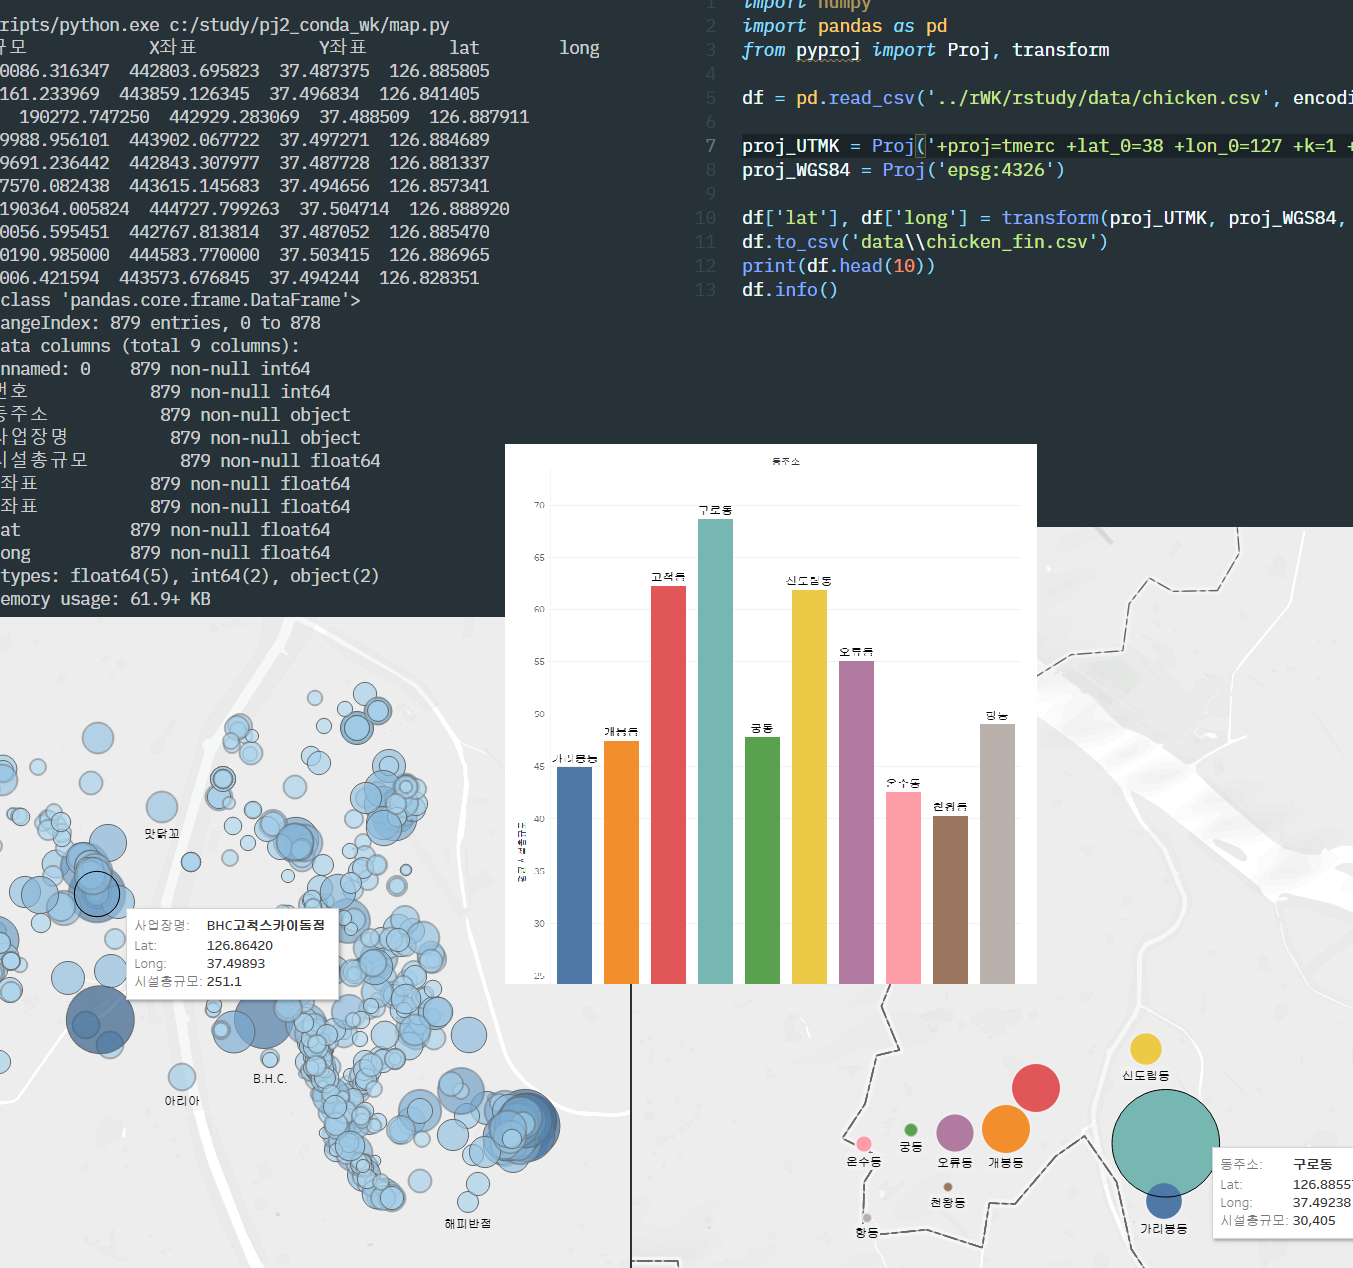 ripts/python.exe c:/study/pj2_conda_wk/map.py
규모 X좌표 Y좌표 lat long
0086.316347 442803.695823 37.487375 126.885805
161.233969 443859.126345 37.496834 126.841405
190272.747250 442929.283069 37.488509 126.887911
9988.956101 443902.067722 37.497271 126.884689
9691.236442 442843.307977 37.487728 126.881337
7570.082438 443615.145683 37.494656 126.857341
190364.005824 444727.799263 37.504714 126.888920
0056.595451 442767.813814 37.487052 126.885470
0190.985000 444583.770000 37.503415 126.886965
006.421594 443573.676845 37.494244 126.828351
class 'pandas.core.frame.DataFrame'>
angeIndex: 879 entries, 0 to 878
ata columns (total 9 columns):
nnamed: 0 879 non-null int64
번호 879 non-null int64
동주소 879 non-null object
사업장명 879 non-null object
시설총규모 879 non-null float64
좌표 879 non-null float64
좌표 879 non-null float64
at 879 non-null float64
ong 879 non-null float64
types: float64(5), int64(2), object(2)
emory usage: 61.9+ KB
1 import numpy
2 import pandas as pd
3 from pyproj import Proj, transform
4
5 df = pd.read_csv('../rWK/rstudy/data/chicken.csv', encodi
6
7 proj_UTMK = Proj('+proj=tmerc +lat_0=38 +lon_0=127 +k=1 +
8 proj_WGS84 = Proj('epsg:4326')
9
10 df['lat'], df['long'] = transform(proj_UTMK, proj_WGS84,
11 df.to_csv('data\\chicken_fin.csv')
12 print(df.head(10))
13 df.info()
동주소
70
65
60
55
50
45
40
35
30
25
평균 시설총규모
가리봉동
개봉동
고척동
구로동
궁동
신도림동
오류동
온수동
천왕동
항동
맛닭꼬
사업장명: BHC고척스카이돔점
Lat: 126.86420
Long: 37.49893
시설총규모: 251.1
B.H.C.
아리아
해피반점
신도림동
온수동
궁동
오류동
개봉동
천왕동
항동
가리봉동
동주소: 구로동
Lat: 126.8855
Long: 37.49238
시설총규모: 30,405